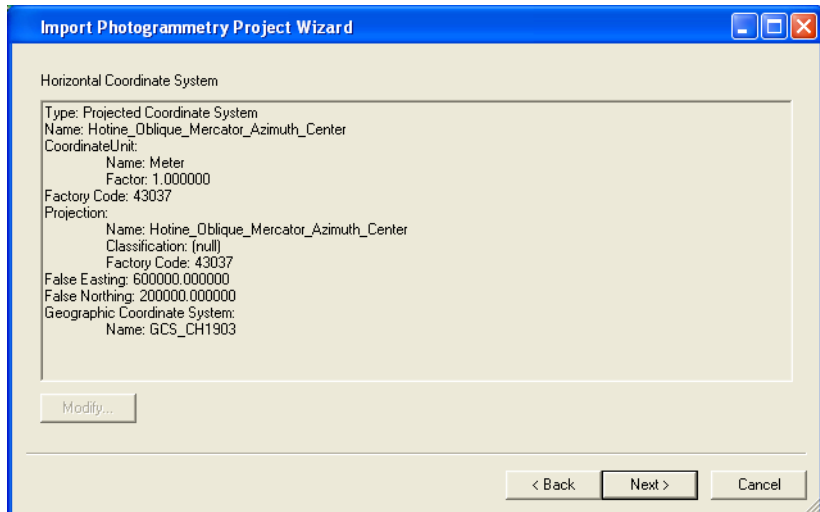 Import Photogrammetry Project Wizard
Horizontal Coordinate System
Type: Projected Coordinate System
Name: Hotine_Oblique_Mercator_Azimuth_Center
CoordinateUnit:
Name: Meter
Factor: 1.000000
Factory Code: 43037
Projection:
Name: Hotine_Oblique_Mercator_Azimuth_Center
Classification: (null)
Factory Code: 43037
False Easting: 600000.000000
False Northing: 200000.000000
Geographic Coordinate System:
Name: GCS_CH1903
Modify...
< Back Next > Cancel